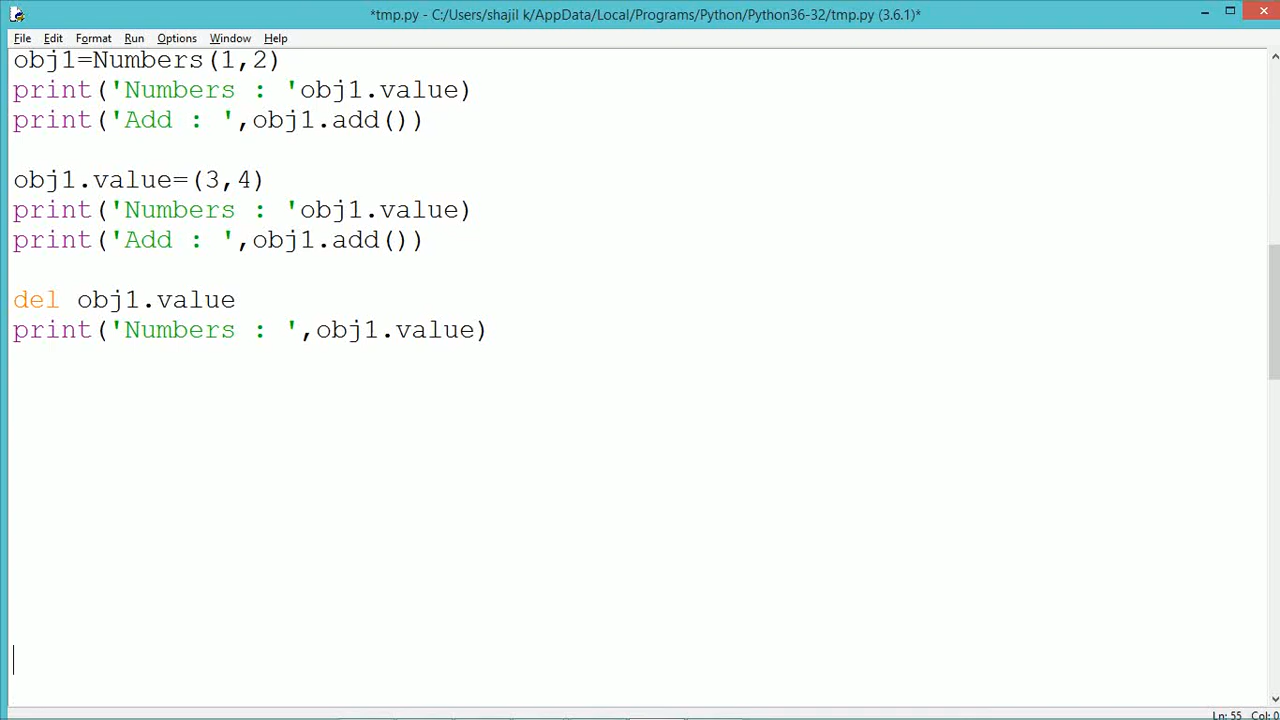 *tmp.py - C:/Users/shajil k/AppData/Local/Programs/Python/Python36-32/tmp.py (3.6.1)*
File Edit Format Run Options Window Help
obj1=Numbers(1,2)
print('Numbers : 'obj1.value)
print('Add : ',obj1.add())
obj1.value=(3,4)
print('Numbers : 'obj1.value)
print('Add : ',obj1.add())
del obj1.value
print('Numbers : ',obj1.value)
Ln: 55 Col: 0